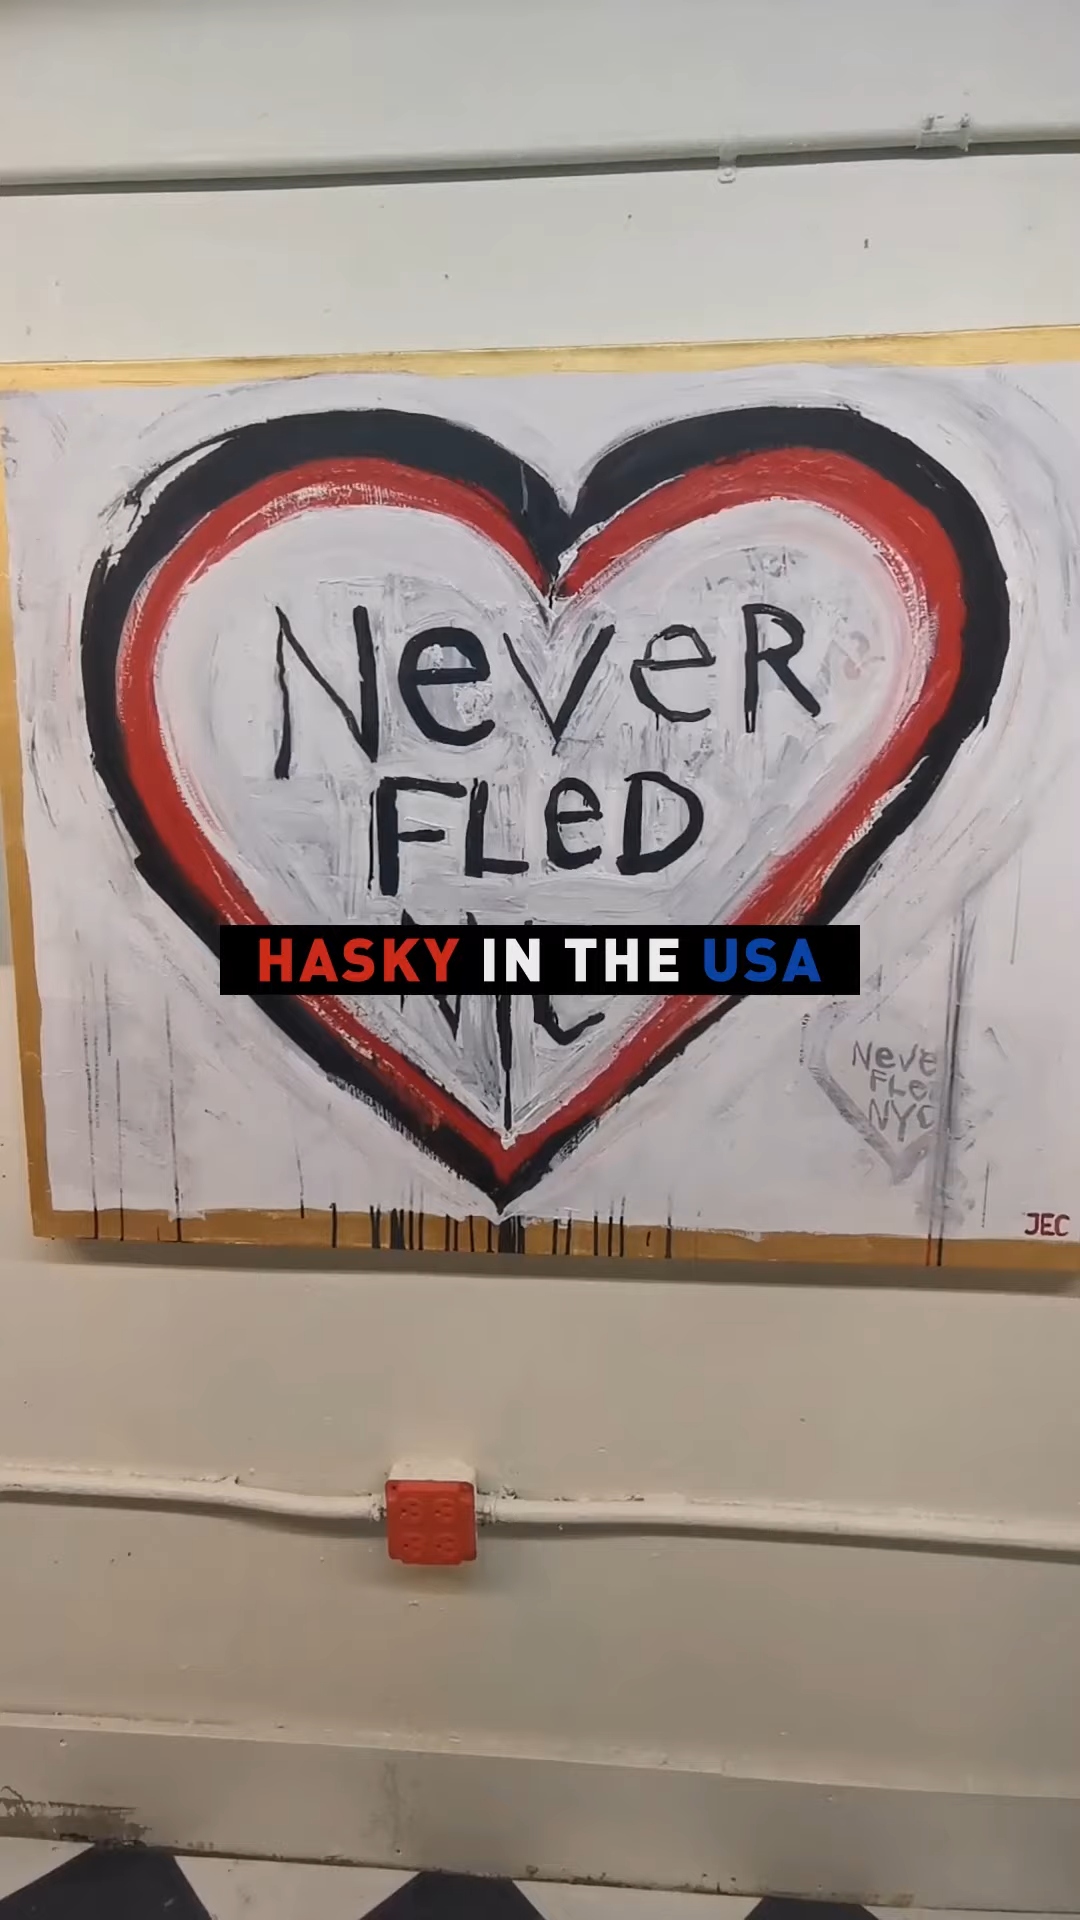 NeveR
FLeD
HASKY IN THE USA
Neve
FLe
NYC
JEC